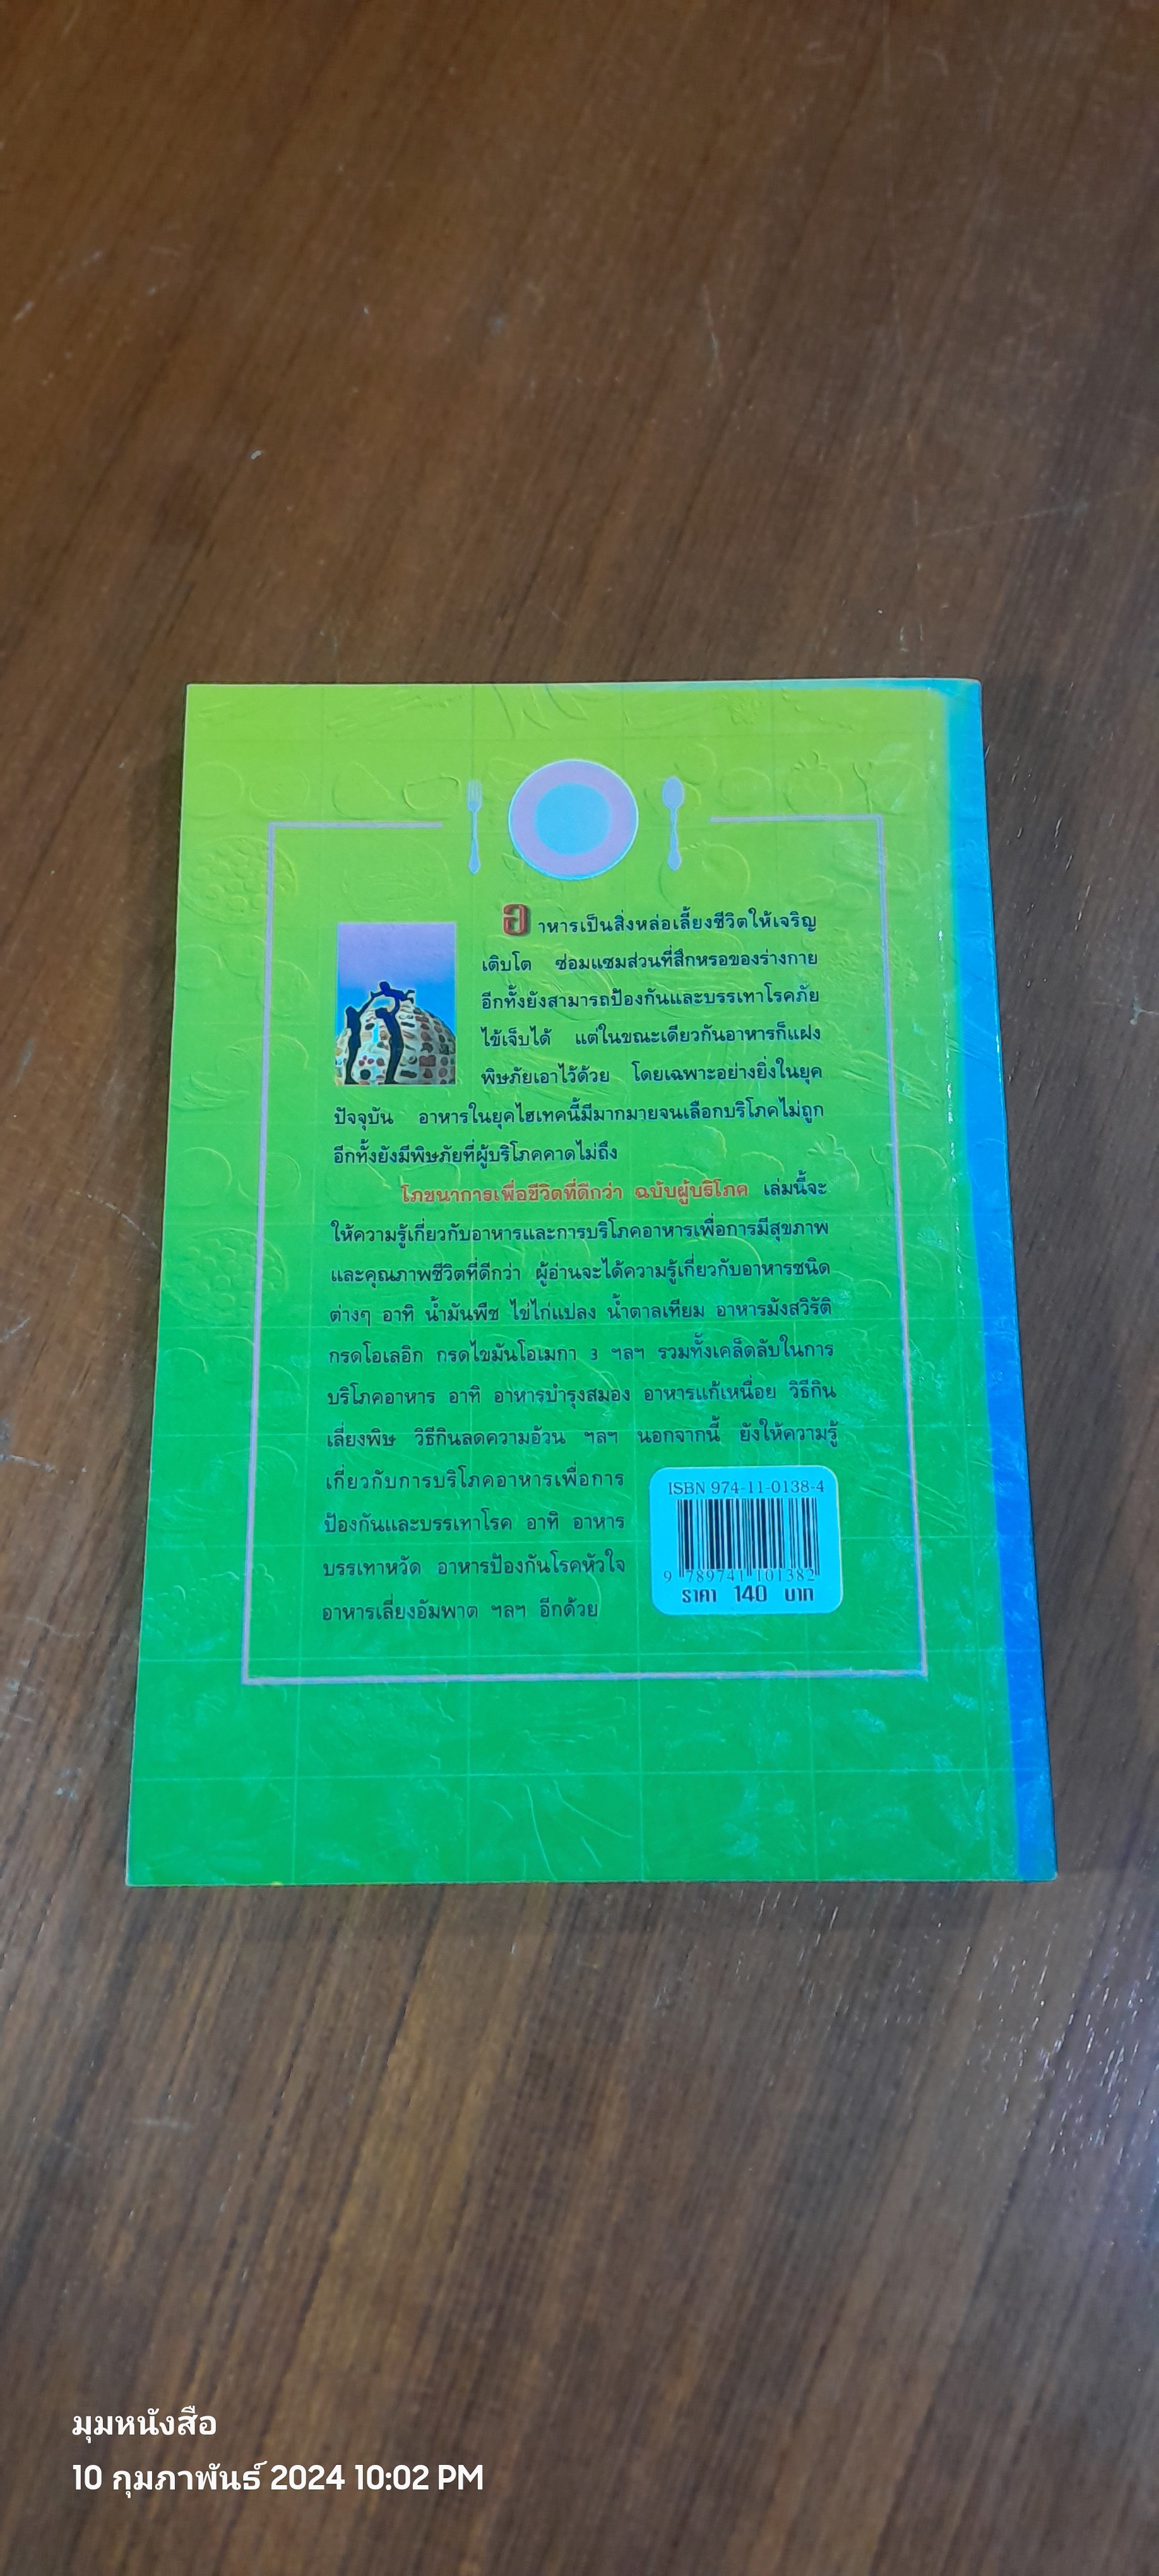 อาหารเป็นสิ่งหล่อเลี้ยงชีวิตให้เจริญ
เติบโต ซ่อมแซมส่วนที่สึกหรอของร่างกาย
อีกทั้งยังสามารถป้องกันและบรรเทาโรคภัย
ไข้เจ็บได้ แต่ในขณะเดียวกันอาหารก็แฝง
พิษภัยเอาไว้ด้วย โดยเฉพาะอย่างยิ่งในยุค
ปัจจุบัน อาหารในยุคไฮเทคนี้มีมากมายจนเลือกบริโภคไม่ถูก
อีกทั้งยังมีพิษภัยที่ผู้บริโภคคาดไม่ถึง
โภชนาการเพื่อชีวิตที่ดีกว่า ฉบับผู้บริโภค เล่มนี้จะ
ให้ความรู้เกี่ยวกับอาหารและการบริโภคอาหารเพื่อการมีสุขภาพ
และคุณภาพชีวิตที่ดีกว่า ผู้อ่านจะได้ความรู้เกี่ยวกับอาหารชนิด
ต่างๆ อาทิ น้ำมันพืช ไข่ไก่แปลง น้ำตาลเทียม อาหารมังสวิรัติ
กรดโอเลอิก กรดไขมันโอเมกา 3 ฯลฯ รวมทั้งเคล็ดลับในการ
บริโภคอาหาร อาทิ อาหารบำรุงสมอง อาหารแก้เหนื่อย วิธีกิน
เลี่ยงพิษ วิธีกินลดความอ้วน ฯลฯ นอกจากนี้ ยังให้ความรู้
เกี่ยวกับการบริโภคอาหารเพื่อการ
ป้องกันและบรรเทาโรค อาทิ อาหาร
บรรเทาหวัด อาหารป้องกันโรคหัวใจ
อาหารเลี่ยงอัมพาต ฯลฯ อีกด้วย
ISBN 974-11-0138-4
9 789741 101382
ราคา 140 บาท
มุมหนังสือ
10 กุมภาพันธ์ 2024 10:02 PM